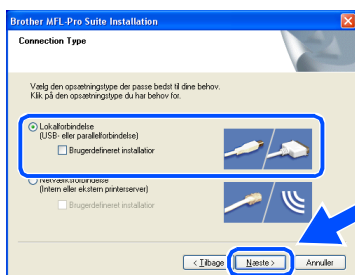 Brother MFL-Pro Suite Installation
Connection Type
Vælg den opsætningstype der passe bedst til dine behov.
Klik på den opsætningstype du har behov for.
Lokalforbindelse
(USB- eller parallelforbindelse)
Brugerdefineret installatior
Netværksforbindelse
(Intern eller ekstern printerserver)
Brugerdefineret installatior
< Tilbage
Næste >
Annuller